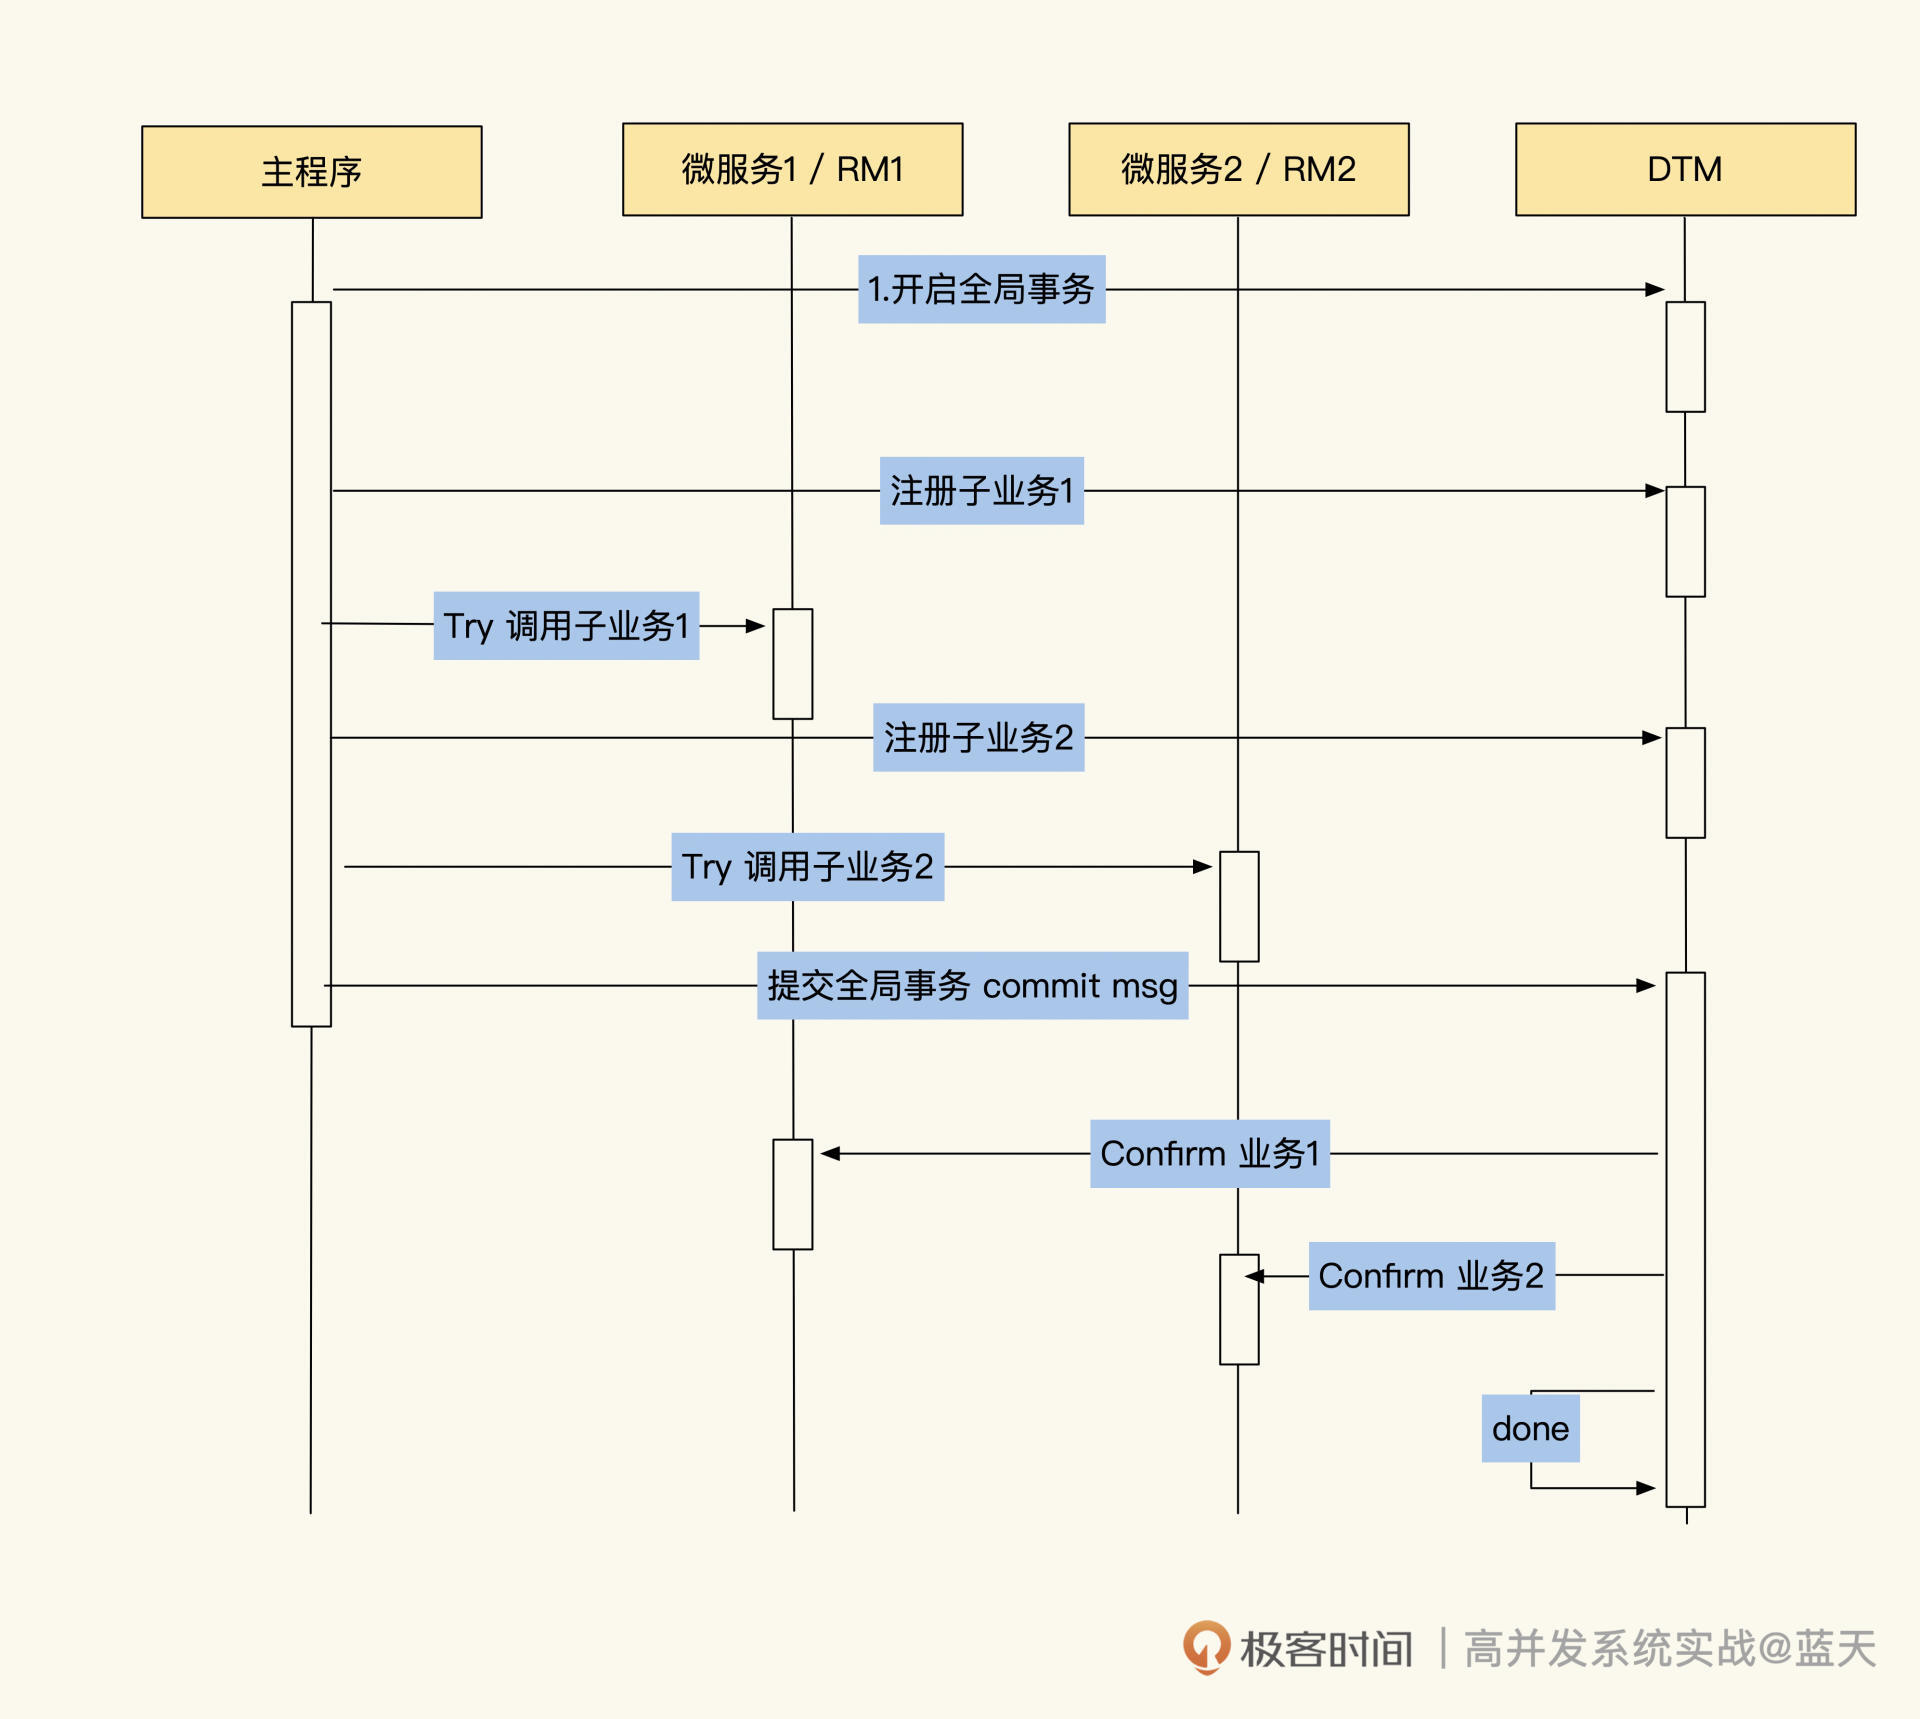 主程序
微服务1 / RM1
微服务2 / RM2
DTM
1.开启全局事务
注册子业务1
Try 调用子业务1
注册子业务2
Try 调用子业务2
提交全局事务 commit msg
Confirm 业务1
Confirm 业务2
done
极客时间 | 高并发系统实战@蓝天